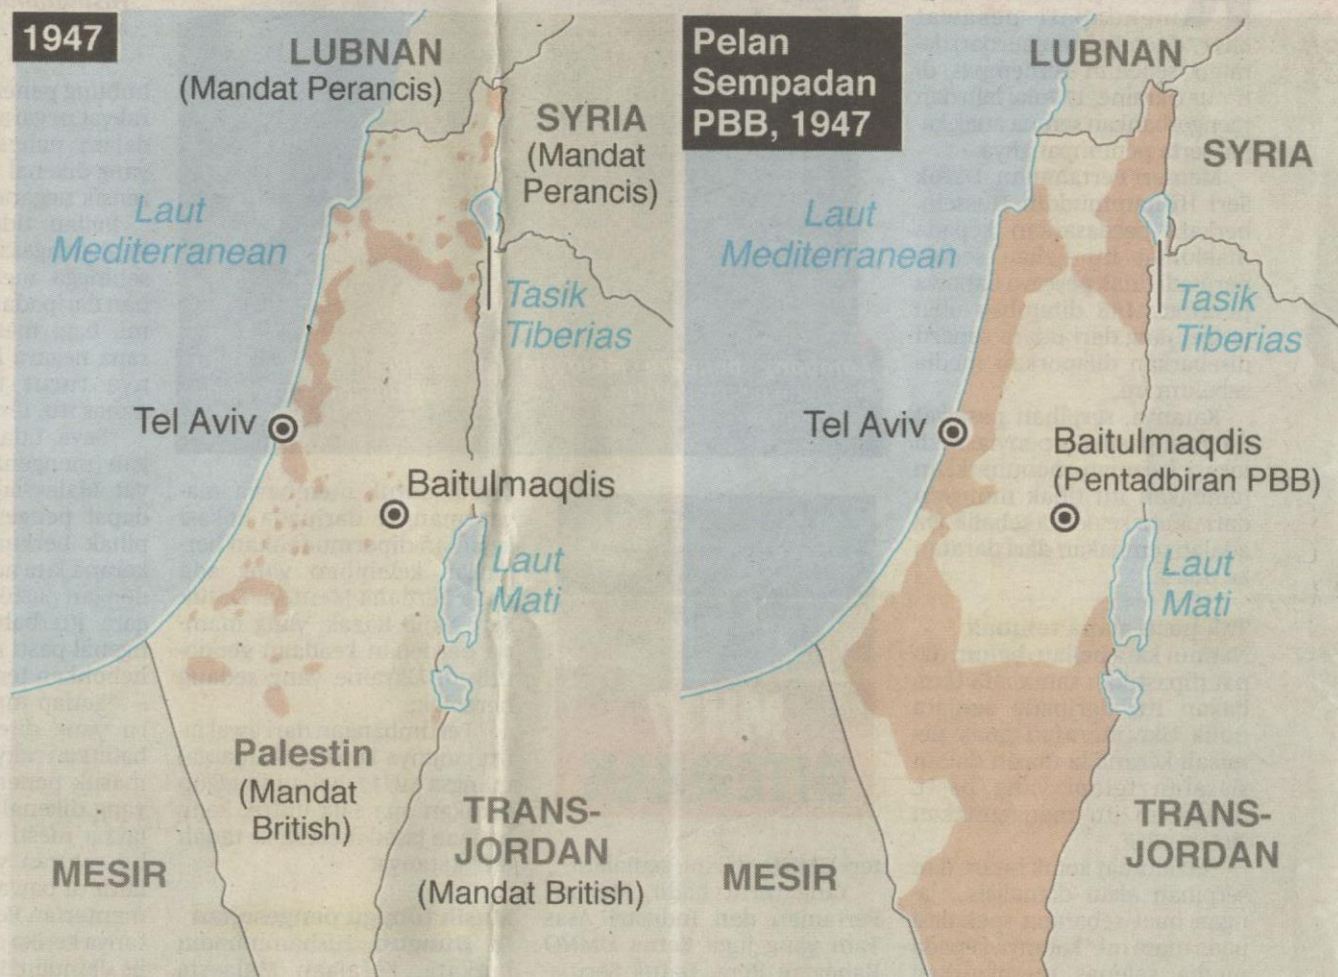 1947
LUBNAN
(Mandat Perancis)
SYRIA
(Mandat
Perancis)
Laut
Mediterranean
Tasik
Tiberias
Tel Aviv
Baitulmaqdis
Laut
Mati
Palestin
(Mandat
British)
TRANS-
JORDAN
(Mandat British)
MESIR
Pelan
Sempadan
PBB, 1947
LUBNAN
SYRIA
Laut
Mediterranean
Tasik
Tiberias
Tel Aviv
Baitulmaqdis
(Pentadbiran PBB)
Laut
Mati
TRANS-
JORDAN
MESIR